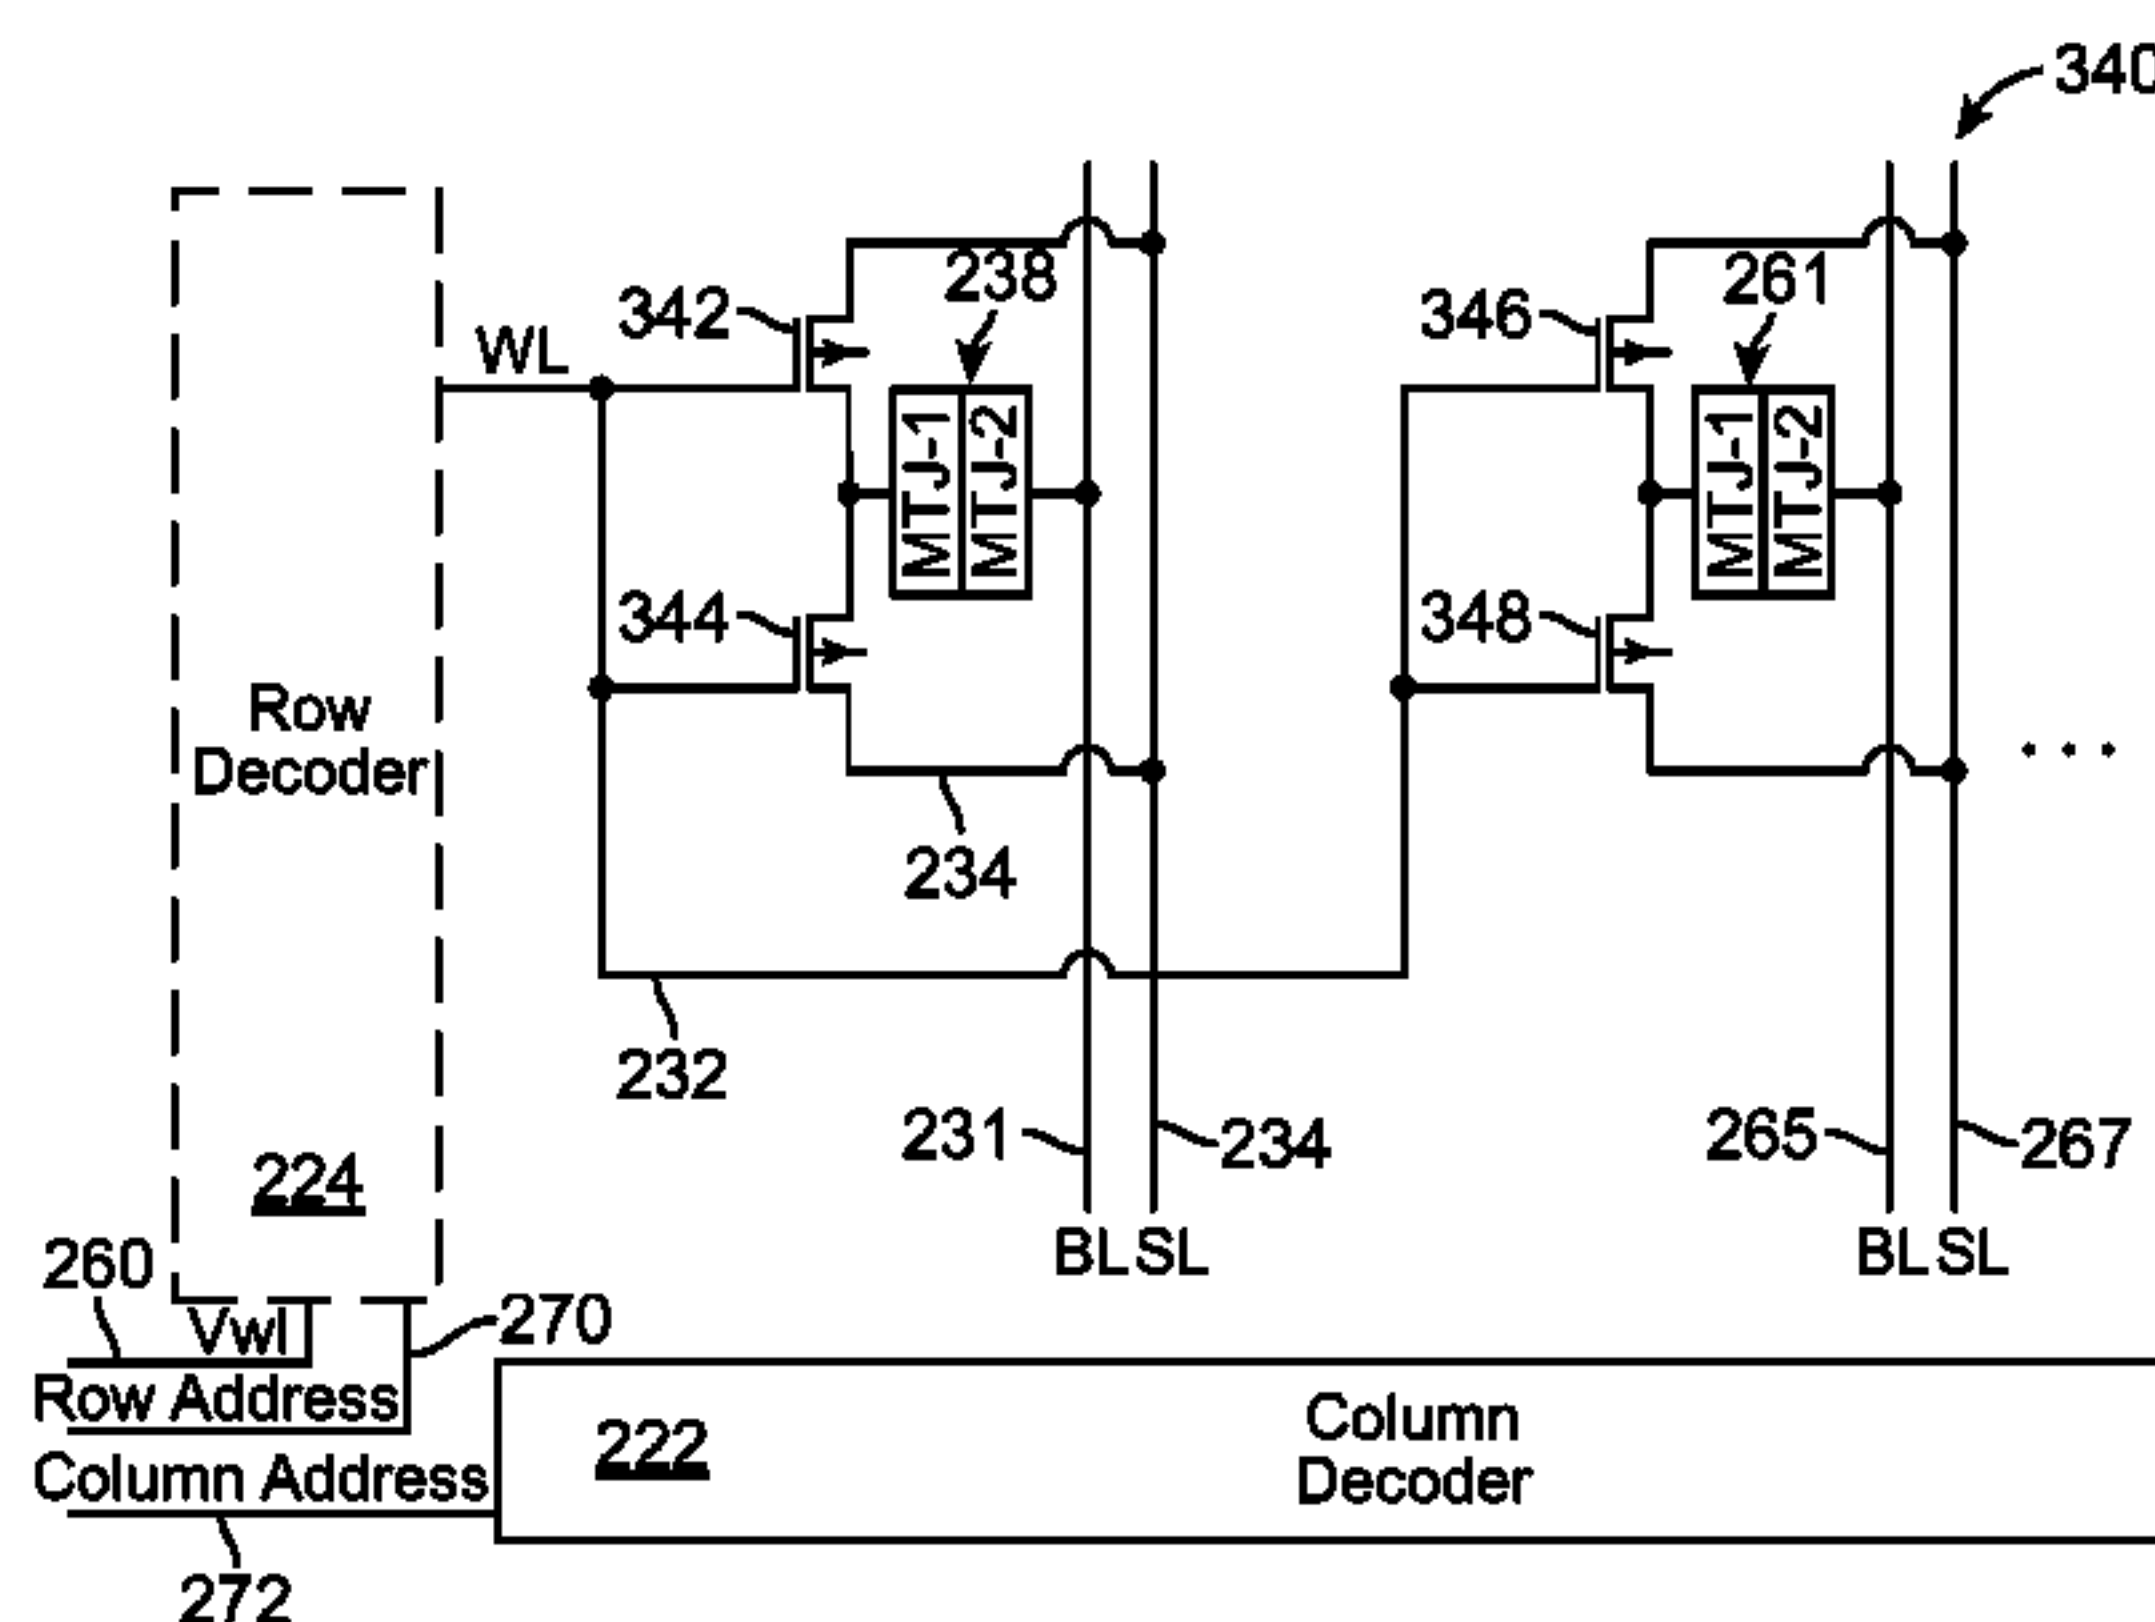 340
238
261
342
346
WL
MTJ-1
MTJ-2
MTJ-1
MTJ-2
344
348
Row
Decoder
. . .
234
232
231
234
265
267
224
BL SL
BL SL
260
Vwl
270
Row Address
222
Column
Decoder
Column Address
272